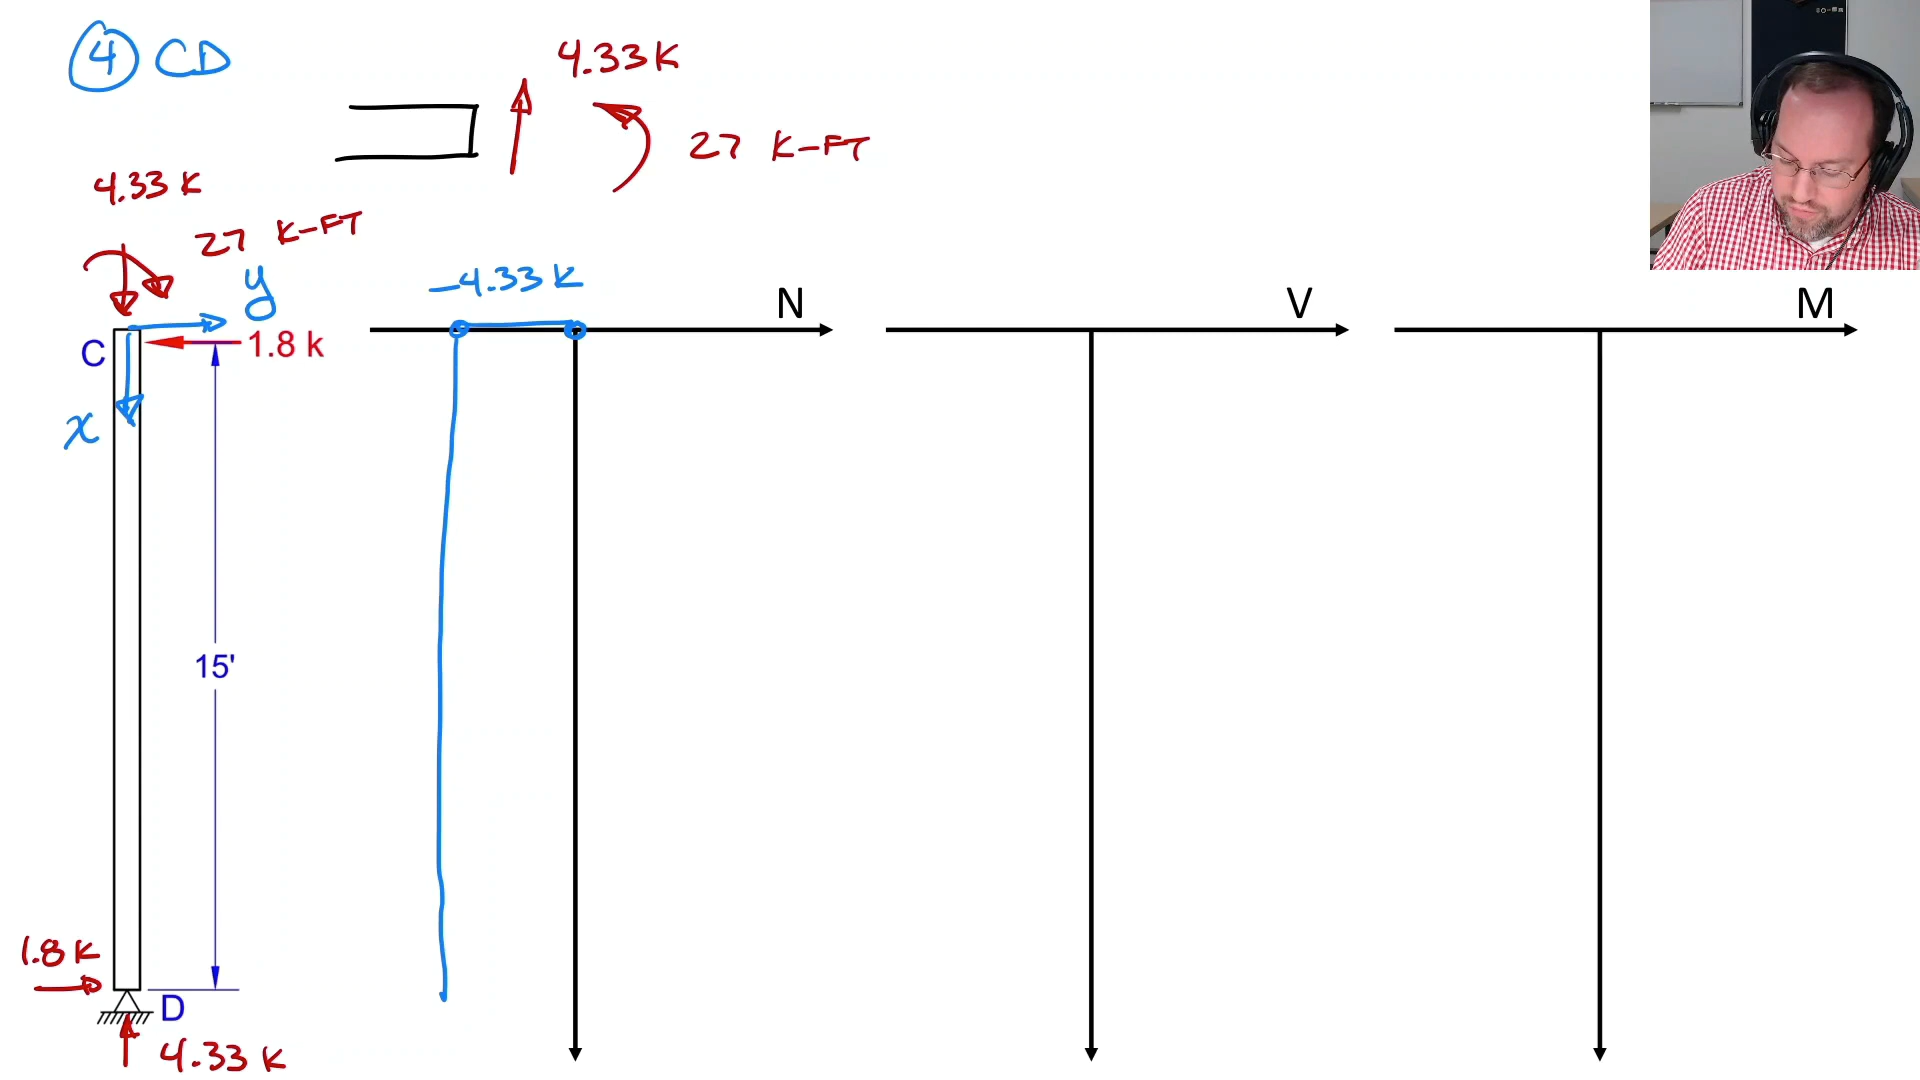 ④ CD
4.33 K
27 K-FT
4.33 K
27 K-FT
y
-4.33 K
N
V
M
C
1.8 k
x
15'
1.8 K
D
4.33 K